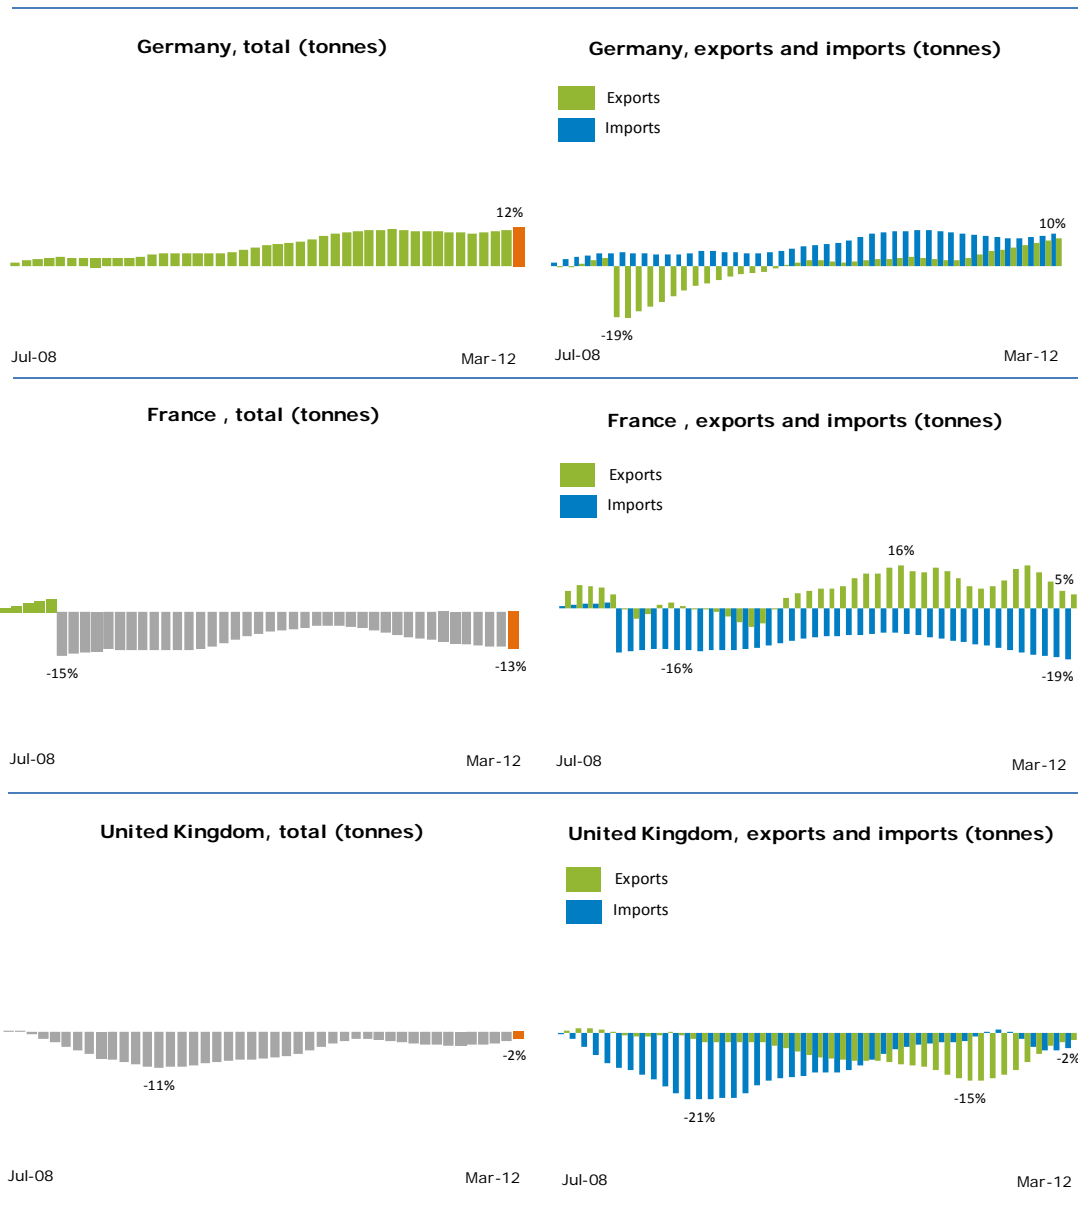 Germany, total (tonnes)
12%
Jul-08
Mar-12
Germany, exports and imports (tonnes)
Exports
Imports
10%
-19%
Jul-08
Mar-12
France , total (tonnes)
-15%
-13%
Jul-08
Mar-12
France , exports and imports (tonnes)
Exports
Imports
16%
5%
-16%
-19%
Jul-08
Mar-12
United Kingdom, total (tonnes)
-2%
-11%
Jul-08
Mar-12
United Kingdom, exports and imports (tonnes)
Exports
Imports
-2%
-15%
-21%
Jul-08
Mar-12